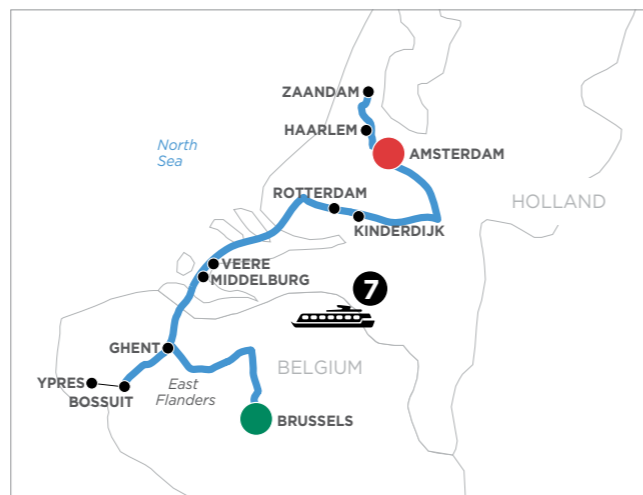 ZAANDAM
HAARLEM
North
Sea
AMSTERDAM
ROTTERDAM
HOLLAND
KINDERDIJK
VEERE
MIDDELBURG
7
GHENT
BELGIUM
YPRES
East
Flanders
BOSSUIT
BRUSSELS